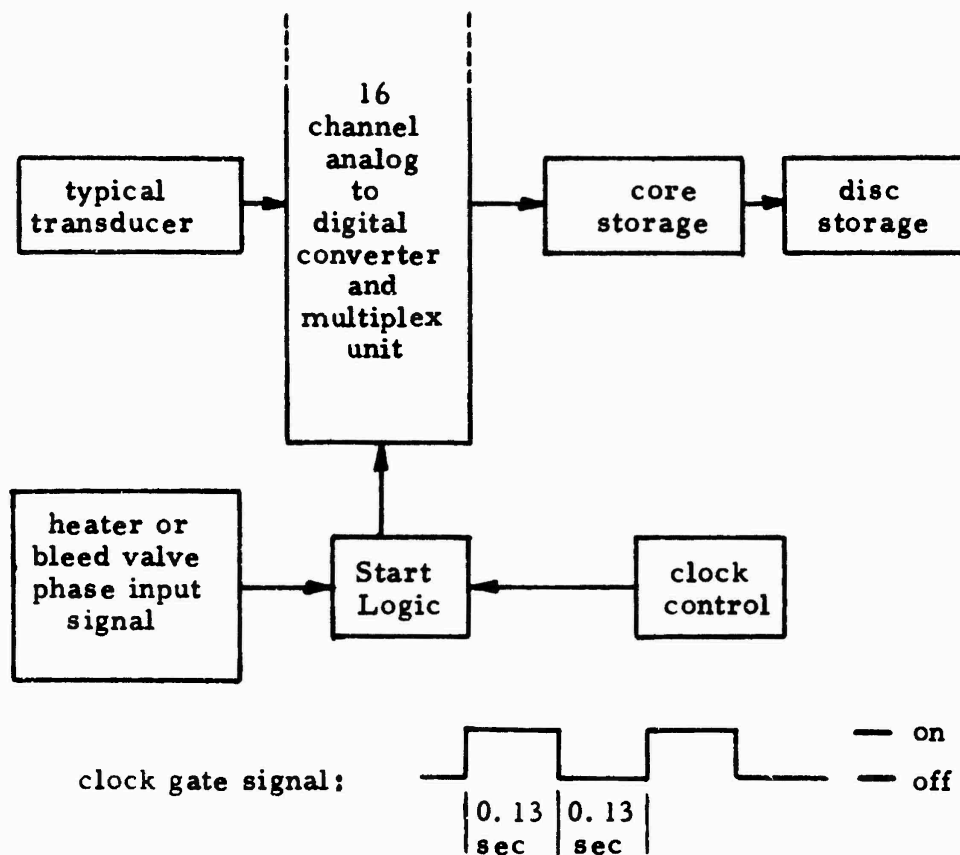 16
channel
analog
to
digital
converter
and
multiplex
unit
typical
transducer
core
storage
disc
storage
heater or
bleed valve
phase input
signal
Start
Logic
clock
control
clock gate signal:
on
off
0.13
sec
0.13
sec